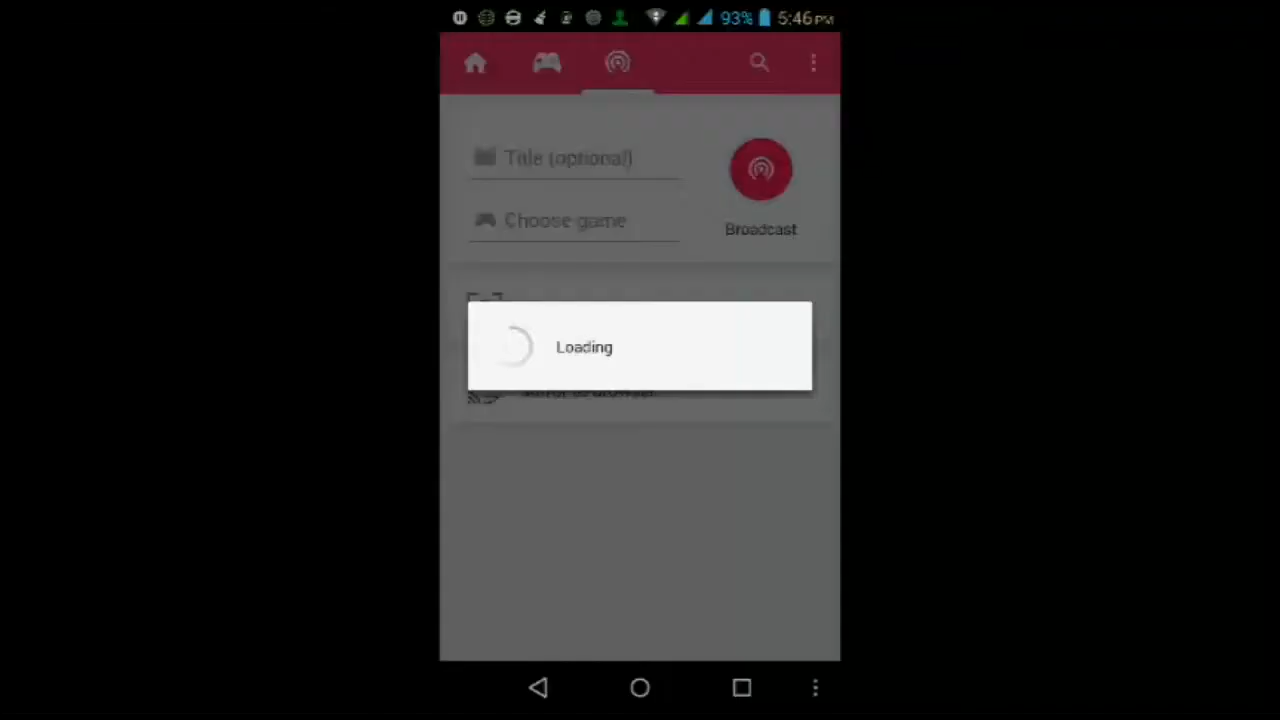 93% 5:46 PM
Title (optional)
Choose game
Broadcast
Loading